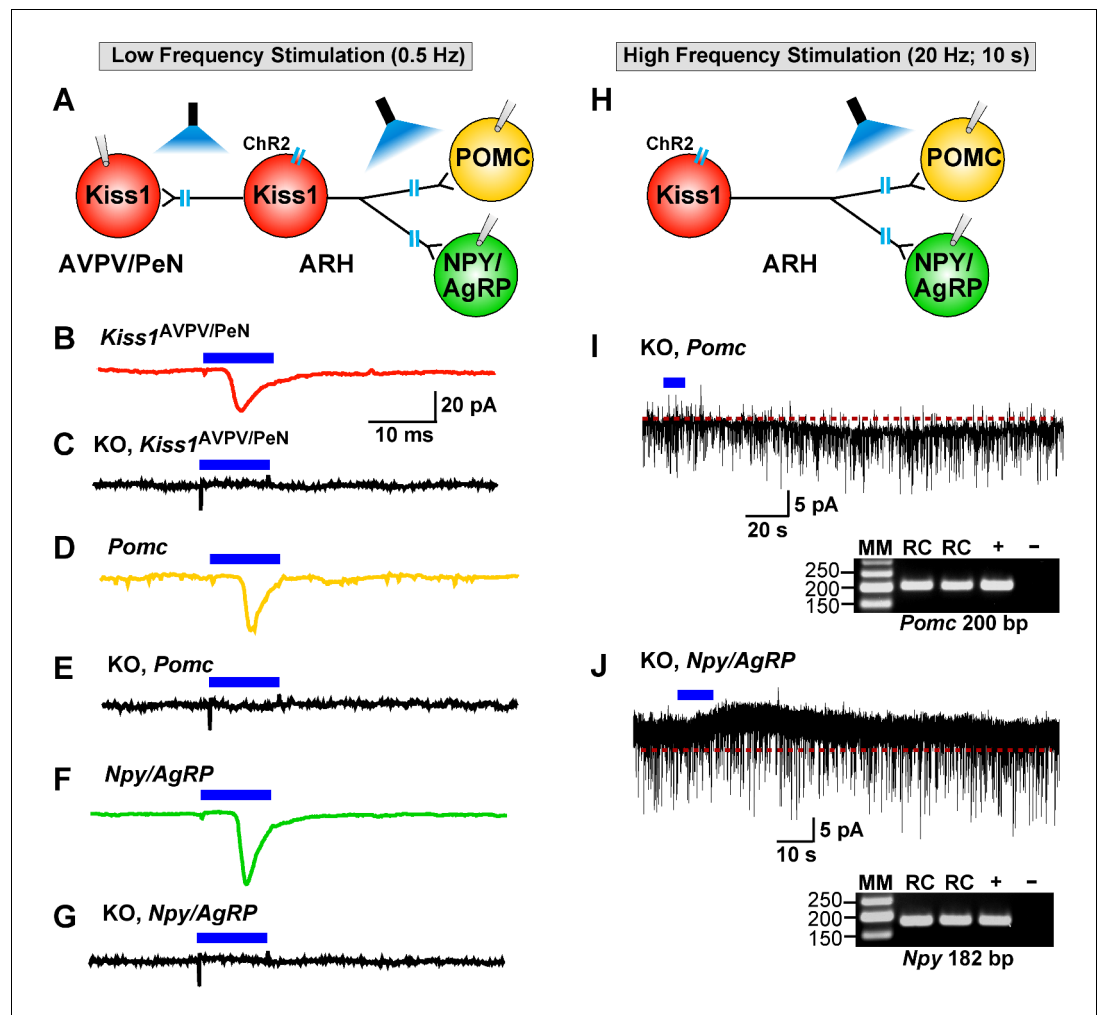 Low Frequency Stimulation (0.5 Hz)
A
ChR2
Kiss1
Kiss1
POMC
NPY/
AgRP
AVPV/PeN
ARH
B
Kiss1AVPV/PeN
20 pA
10 ms
C
KO, Kiss1AVPV/PeN
D
Pomc
E
KO, Pomc
F
Npy/AgRP
G
KO, Npy/AgRP
High Frequency Stimulation (20 Hz; 10 s)
H
ChR2
Kiss1
POMC
NPY/
AgRP
ARH
I
KO, Pomc
5 pA
20 s
MM RC RC + −
250
200
150
Pomc 200 bp
J
KO, Npy/AgRP
5 pA
10 s
MM RC RC + −
250
200
150
Npy 182 bp